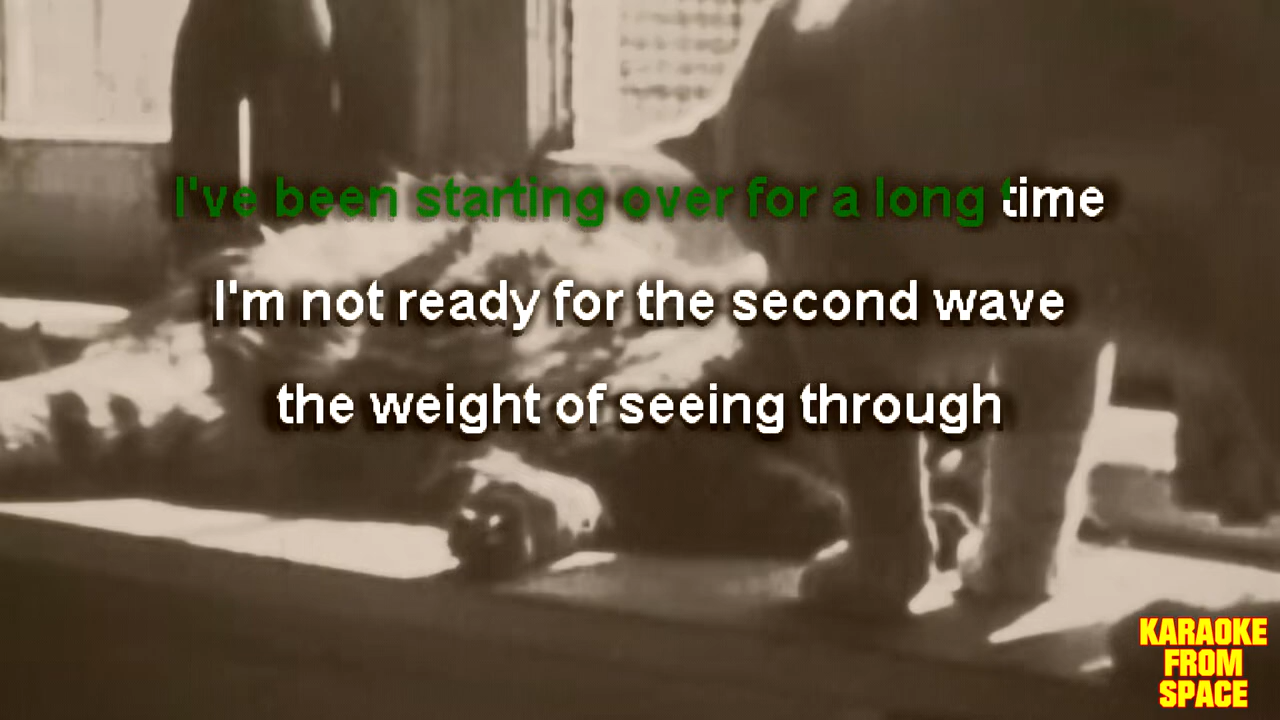 I've been starting over for a long time
I'm not ready for the second wave
the weight of seeing through
KARAOKE
FROM
SPACE